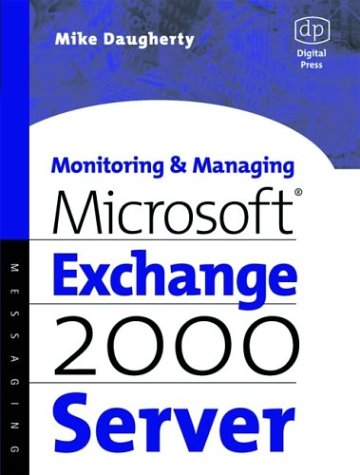 Mike Daugherty
dp
Digital
Press
Monitoring & Managing
Microsoft®
Exchange
2000
Server
MESSAGING